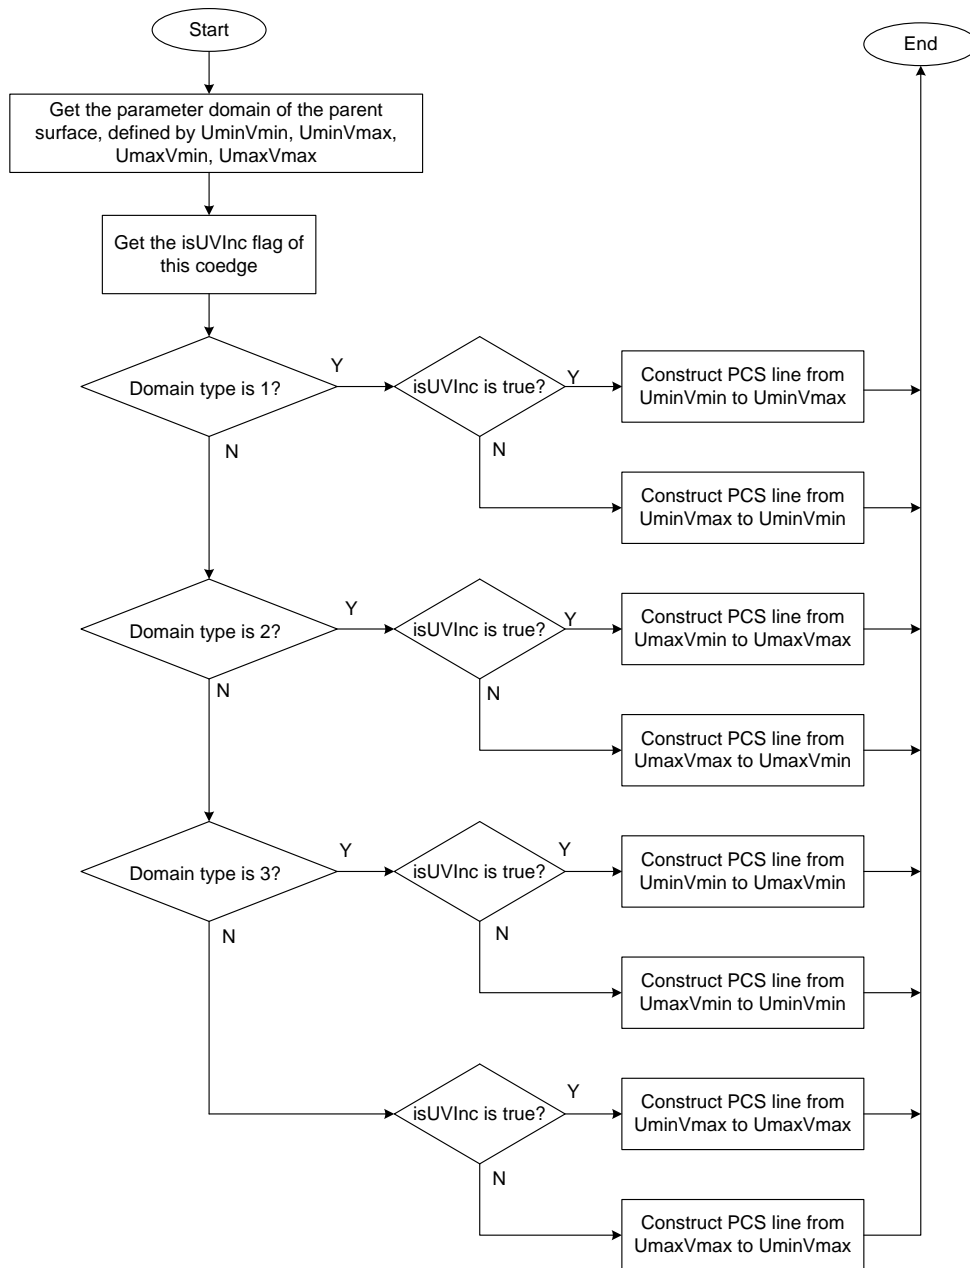 Start
End
Get the parameter domain of the parent
surface, defined by UminVmin, UminVmax,
UmaxVmin, UmaxVmax
Get the isUVInc flag of
this coedge
Domain type is 1?
Y
isUVInc is true?
Y
Construct PCS line from
UminVmin to UminVmax
N
N
Construct PCS line from
UminVmax to UminVmin
Domain type is 2?
Y
isUVInc is true?
Y
Construct PCS line from
UmaxVmin to UmaxVmax
N
N
Construct PCS line from
UmaxVmax to UmaxVmin
Domain type is 3?
Y
isUVInc is true?
Y
Construct PCS line from
UminVmin to UmaxVmin
N
N
Construct PCS line from
UmaxVmin to UminVmin
isUVInc is true?
Y
Construct PCS line from
UminVmax to UmaxVmax
N
Construct PCS line from
UmaxVmax to UminVmax